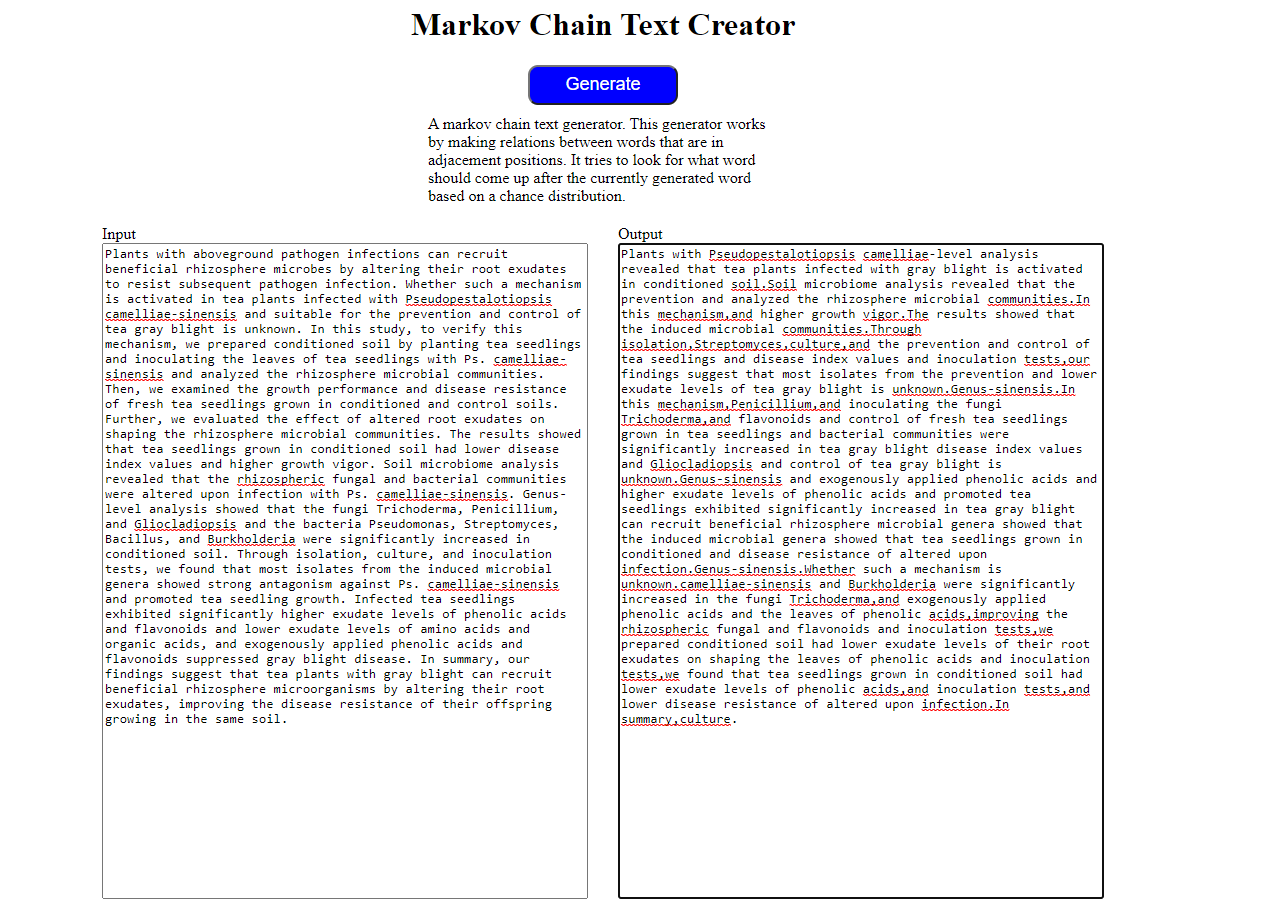 Markov Chain Text Creator
Generate
A markov chain text generator. This generator works
by making relations between words that are in
adjacement positions. It tries to look for what word
should come up after the currently generated word
based on a chance distribution.
Input
Plants with aboveground pathogen infections can recruit
beneficial rhizosphere microbes by altering their root exudates
to resist subsequent pathogen infection. Whether such a mechanism
is activated in tea plants infected with Pseudopestalotiopsis
camelliae-sinensis and suitable for the prevention and control of
tea gray blight is unknown. In this study, to verify this
mechanism, we prepared conditioned soil by planting tea seedlings
and inoculating the leaves of tea seedlings with Ps. camelliae-
sinensis and analyzed the rhizosphere microbial communities.
Then, we examined the growth performance and disease resistance
of fresh tea seedlings grown in conditioned and control soils.
Further, we evaluated the effect of altered root exudates on
shaping the rhizosphere microbial communities. The results showed
that tea seedlings grown in conditioned soil had lower disease
index values and higher growth vigor. Soil microbiome analysis
revealed that the rhizospheric fungal and bacterial communities
were altered upon infection with Ps. camelliae-sinensis. Genus-
level analysis showed that the fungi Trichoderma, Penicillium,
and Gliocladiopsis and the bacteria Pseudomonas, Streptomyces,
Bacillus, and Burkholderia were significantly increased in
conditioned soil. Through isolation, culture, and inoculation
tests, we found that most isolates from the induced microbial
genera showed strong antagonism against Ps. camelliae-sinensis
and promoted tea seedling growth. Infected tea seedlings
exhibited significantly higher exudate levels of phenolic acids
and flavonoids and lower exudate levels of amino acids and
organic acids, and exogenously applied phenolic acids and
flavonoids suppressed gray blight disease. In summary, our
findings suggest that tea plants with gray blight can recruit
beneficial rhizosphere microorganisms by altering their root
exudates, improving the disease resistance of their offspring
growing in the same soil.
Output
Plants with Pseudopestalotiopsis camelliae-level analysis
revealed that tea plants infected with gray blight is activated
in conditioned soil.Soil microbiome analysis revealed that the
prevention and analyzed the rhizosphere microbial communities.In
this mechanism,and higher growth vigor.The results showed that
the induced microbial communities.Through
isolation,Streptomyces,culture,and the prevention and control of
tea seedlings and disease index values and inoculation tests,our
findings suggest that most isolates from the prevention and lower
exudate levels of tea gray blight is unknown.Genus-sinensis.In
this mechanism,Penicillium,and inoculating the fungi
Trichoderma,and flavonoids and control of fresh tea seedlings
grown in tea seedlings and bacterial communities were
significantly increased in tea gray blight disease index values
and Gliocladiopsis and control of tea gray blight is
unknown.Genus-sinensis and exogenously applied phenolic acids and
higher exudate levels of phenolic acids and promoted tea
seedlings exhibited significantly increased in tea gray blight
can recruit beneficial rhizosphere microbial genera showed that
the induced microbial genera showed that tea seedlings grown in
conditioned and disease resistance of altered upon
infection.Genus-sinensis.Whether such a mechanism is
unknown.camelliae-sinensis and Burkholderia were significantly
increased in the fungi Trichoderma,and exogenously applied
phenolic acids and the leaves of phenolic acids,improving the
rhizospheric fungal and flavonoids and inoculation tests,we
prepared conditioned soil had lower exudate levels of their root
exudates on shaping the leaves of phenolic acids and inoculation
tests,we found that tea seedlings grown in conditioned soil had
lower exudate levels of phenolic acids,and inoculation tests,and
lower disease resistance of altered upon infection.In
summary,culture.